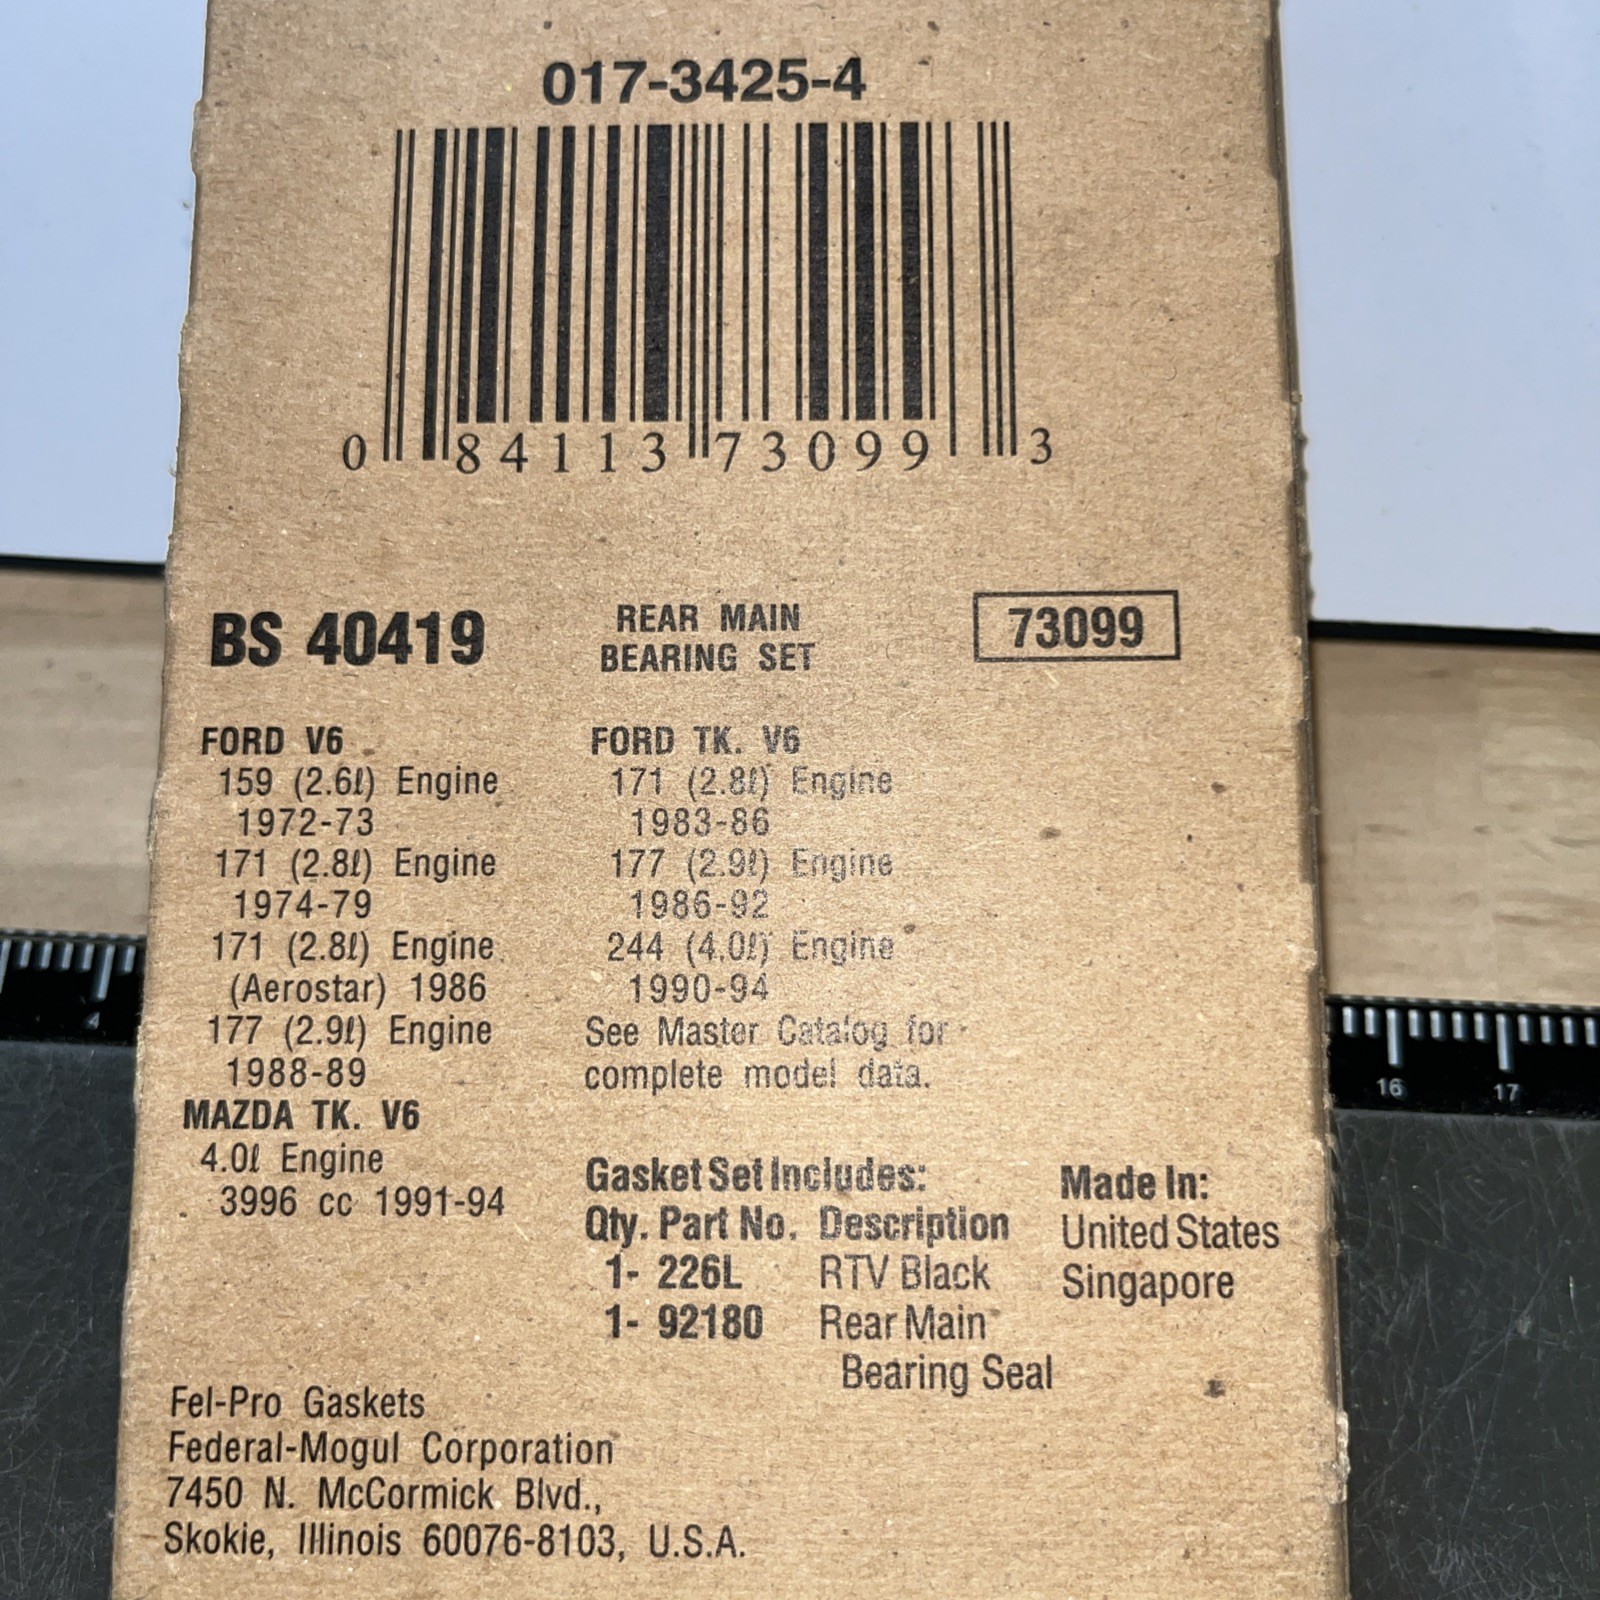 017-3425-4
0 84113 73099 3
BS 40419
REAR MAIN
BEARING SET
73099
FORD V6
159 (2.6ℓ) Engine
1972-73
171 (2.8ℓ) Engine
1974-79
171 (2.8ℓ) Engine
(Aerostar) 1986
177 (2.9ℓ) Engine
1988-89
MAZDA TK. V6
4.0ℓ Engine
3996 cc 1991-94
FORD TK. V6
171 (2.8ℓ) Engine
1983-86
177 (2.9ℓ) Engine
1986-92
244 (4.0ℓ) Engine
1990-94
See Master Catalog for
complete model data.
Gasket Set Includes:
Qty. Part No. Description
1- 226L RTV Black
1- 92180 Rear Main
Bearing Seal
Made In:
United States
Singapore
Fel-Pro Gaskets
Federal-Mogul Corporation
7450 N. McCormick Blvd.,
Skokie, Illinois 60076-8103, U.S.A.
4
16 17